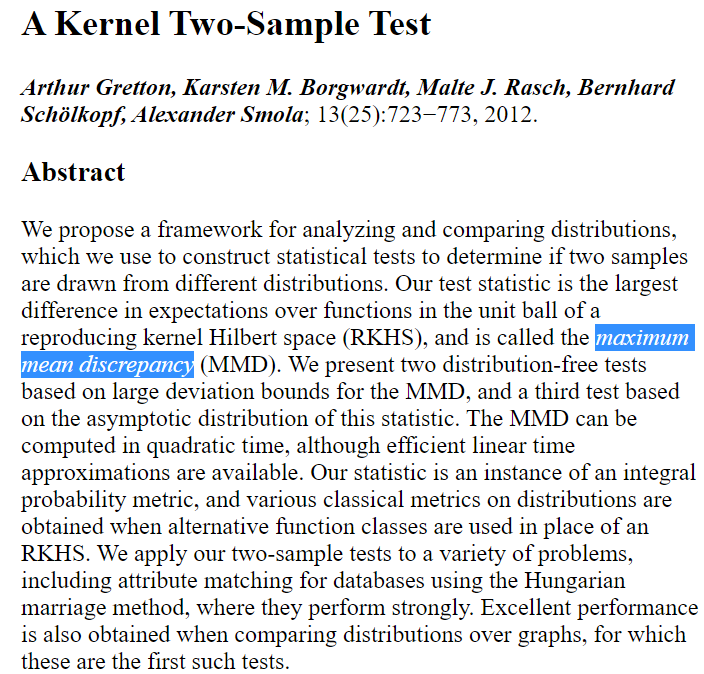 A Kernel Two-Sample Test
Arthur Gretton, Karsten M. Borgwardt, Malte J. Rasch, Bernhard
Schölkopf, Alexander Smola; 13(25):723−773, 2012.
Abstract
We propose a framework for analyzing and comparing distributions,
which we use to construct statistical tests to determine if two samples
are drawn from different distributions. Our test statistic is the largest
difference in expectations over functions in the unit ball of a
reproducing kernel Hilbert space (RKHS), and is called the maximum
mean discrepancy (MMD). We present two distribution-free tests
based on large deviation bounds for the MMD, and a third test based
on the asymptotic distribution of this statistic. The MMD can be
computed in quadratic time, although efficient linear time
approximations are available. Our statistic is an instance of an integral
probability metric, and various classical metrics on distributions are
obtained when alternative function classes are used in place of an
RKHS. We apply our two-sample tests to a variety of problems,
including attribute matching for databases using the Hungarian
marriage method, where they perform strongly. Excellent performance
is also obtained when comparing distributions over graphs, for which
these are the first such tests.